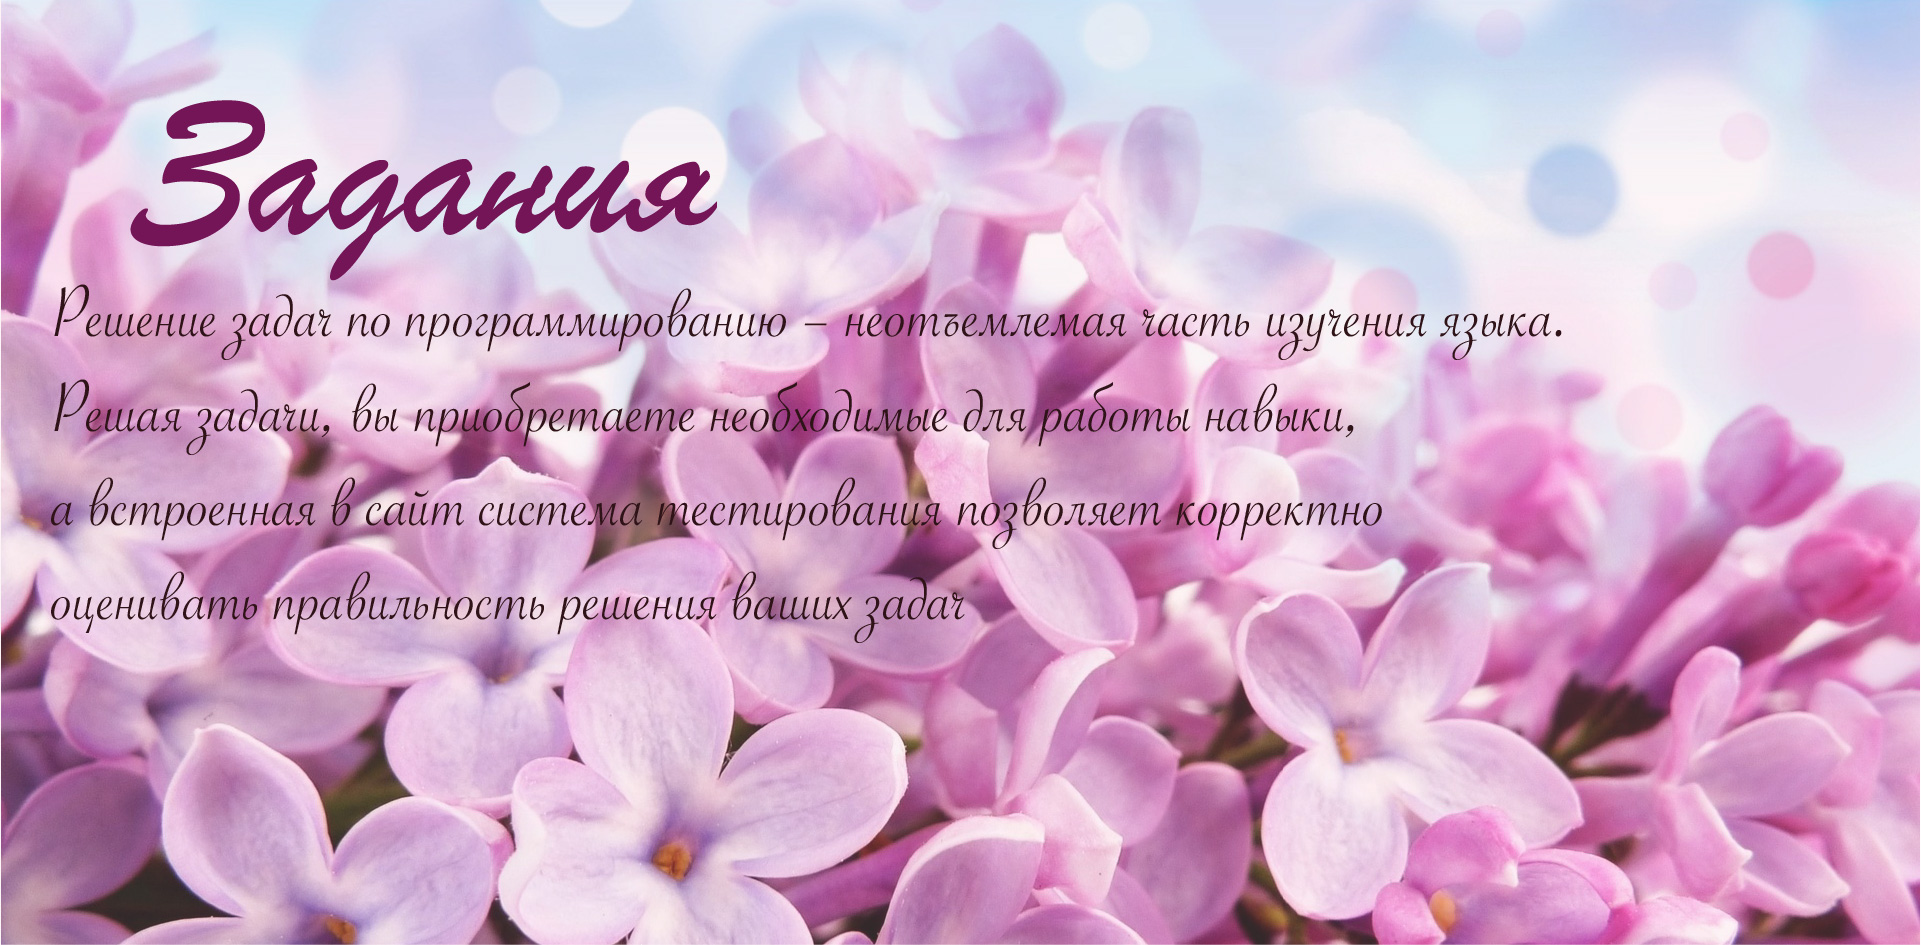 Задания
Решение задач по программированию – неотъемлемая часть изучения языка.
Решая задачи, вы приобретаете необходимые для работы навыки,
а встроенная в сайт система тестирования позволяет корректно
оценивать правильность решения ваших задач